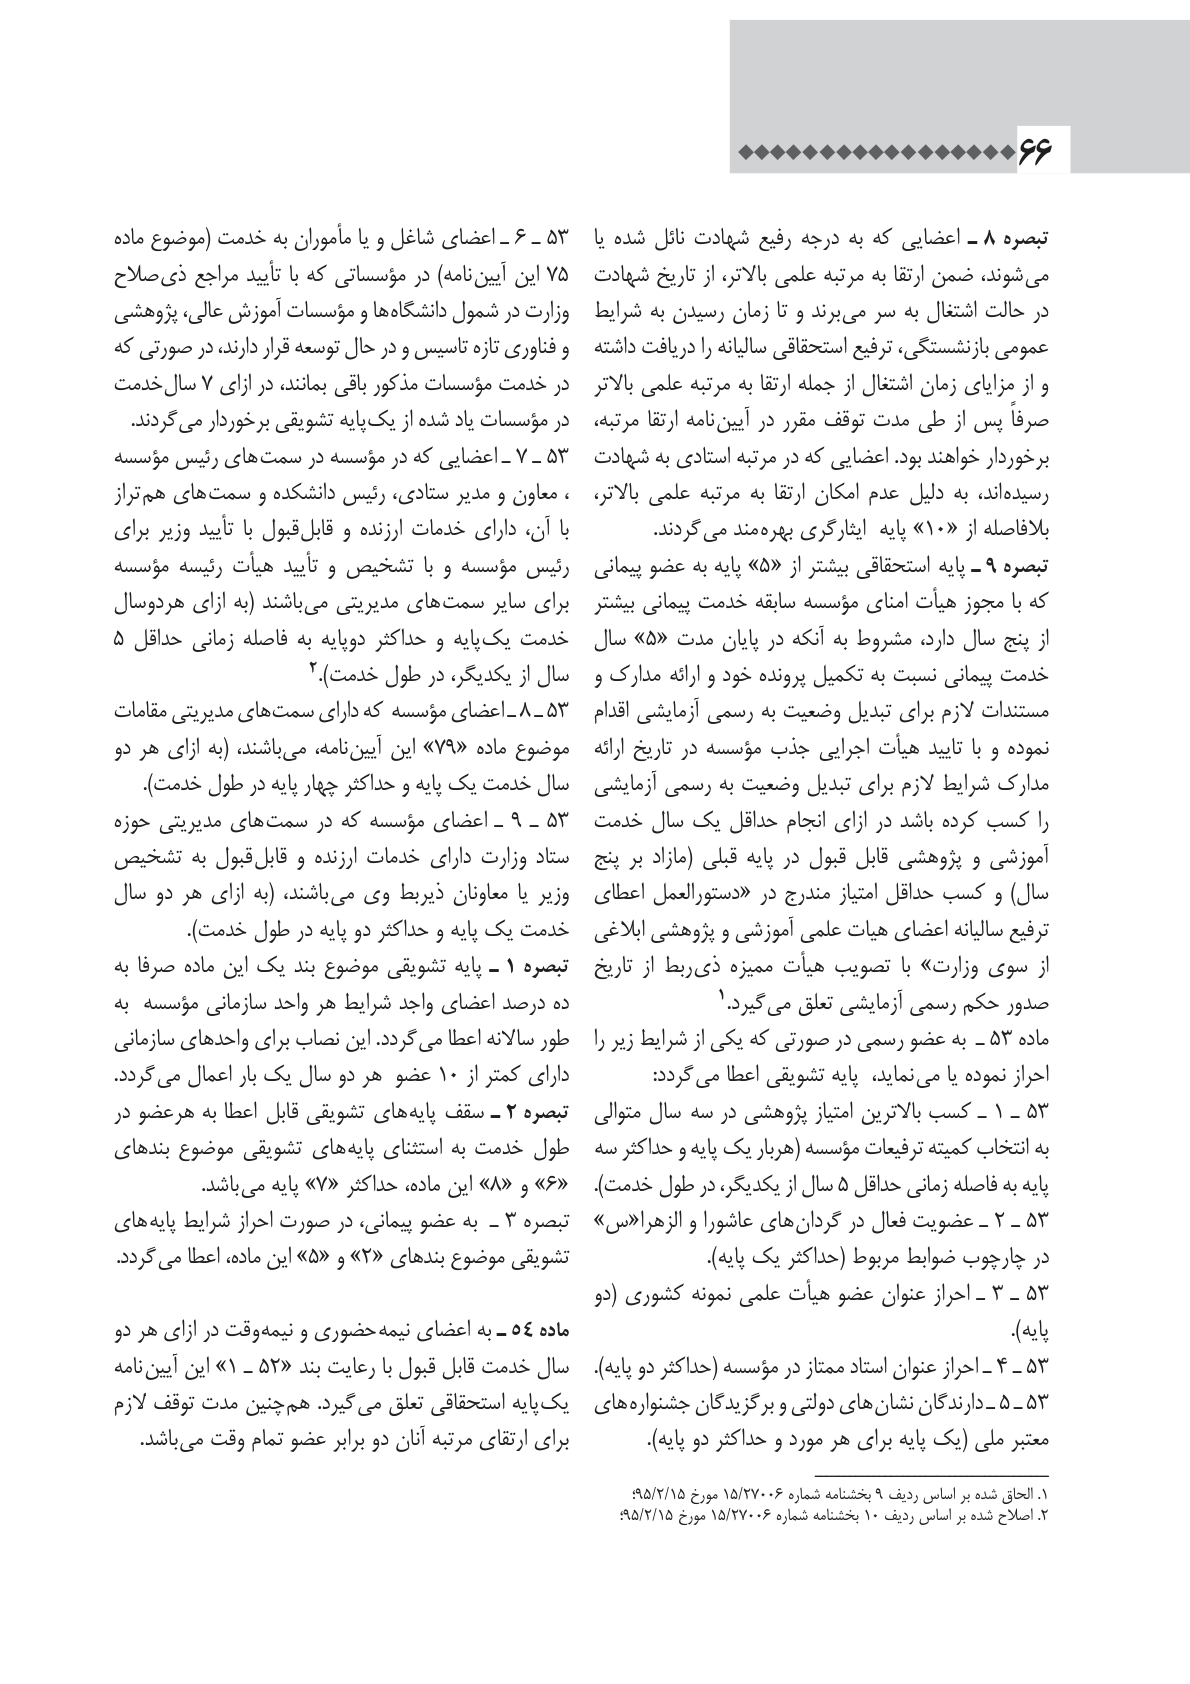 ۶۶
تبصره ۸ ـ اعضایی که به درجه رفیع شهادت نائل شده یا
می‌شوند، ضمن ارتقا به مرتبه علمی بالاتر، از تاریخ شهادت
در حالت اشتغال به سر می‌برند و تا زمان رسیدن به شرایط
عمومی بازنشستگی، ترفیع استحقاقی سالیانه را دریافت داشته
و از مزایای زمان اشتغال از جمله ارتقا به مرتبه علمی بالاتر
صرفاً پس از طی مدت توقف مقرر در آیین‌نامه ارتقا مرتبه،
برخوردار خواهند بود. اعضایی که در مرتبه استادی به شهادت
رسیده‌اند، به دلیل عدم امکان ارتقا به مرتبه علمی بالاتر،
بلافاصله از «۱۰» پایه ایثارگری بهره‌مند می‌گردند.
تبصره ۹ ـ پایه استحقاقی بیشتر از «۵» پایه به عضو پیمانی
که با مجوز هیأت امنای مؤسسه سابقه خدمت پیمانی بیشتر
از پنج سال دارد، مشروط به آنکه در پایان مدت «۵» سال
خدمت پیمانی نسبت به تکمیل پرونده خود و ارائه مدارک و
مستندات لازم برای تبدیل وضعیت به رسمی آزمایشی اقدام
نموده و با تایید هیأت اجرایی جذب مؤسسه در تاریخ ارائه
مدارک شرایط لازم برای تبدیل وضعیت به رسمی آزمایشی
را کسب کرده باشد در ازای انجام حداقل یک سال خدمت
آموزشی و پژوهشی قابل قبول در پایه قبلی (مازاد بر پنج
سال) و کسب حداقل امتیاز مندرج در «دستورالعمل اعطای
ترفیع سالیانه اعضای هیات علمی آموزشی و پژوهشی ابلاغی
از سوی وزارت» با تصویب هیأت ممیزه ذی‌ربط از تاریخ
صدور حکم رسمی آزمایشی تعلق می‌گیرد.۱
ماده ۵۳ ـ به عضو رسمی در صورتی که یکی از شرایط زیر را
احراز نموده یا می‌نماید، پایه تشویقی اعطا می‌گردد:
۵۳ ـ ۱ ـ کسب بالاترین امتیاز پژوهشی در سه سال متوالی
به انتخاب کمیته ترفیعات مؤسسه (هربار یک پایه و حداکثر سه
پایه به فاصله زمانی حداقل ۵ سال از یکدیگر، در طول خدمت).
۵۳ ـ ۲ ـ عضویت فعال در گردان‌های عاشورا و الزهرا«س»
در چارچوب ضوابط مربوط (حداکثر یک پایه).
۵۳ ـ ۳ ـ احراز عنوان عضو هیأت علمی نمونه کشوری (دو
پایه).
۵۳ ـ ۴ ـ احراز عنوان استاد ممتاز در مؤسسه (حداکثر دو پایه).
۵۳ ـ ۵ ـ دارندگان نشان‌های دولتی و برگزیدگان جشنواره‌های
معتبر ملی (یک پایه برای هر مورد و حداکثر دو پایه).
۵۳ ـ ۶ ـ اعضای شاغل و یا مأموران به خدمت (موضوع ماده
۷۵ این آیین‌نامه) در مؤسساتی که با تأیید مراجع ذی‌صلاح
وزارت در شمول دانشگاه‌ها و مؤسسات آموزش عالی، پژوهشی
و فناوری تازه تاسیس و در حال توسعه قرار دارند، در صورتی که
در خدمت مؤسسات مذکور باقی بمانند، در ازای ۷ سال‌خدمت
در مؤسسات یاد شده از یک‌پایه تشویقی برخوردار می‌گردند.
۵۳ ـ ۷ ـ اعضایی که در مؤسسه در سمت‌های رئیس مؤسسه
، معاون و مدیر ستادی، رئیس دانشکده و سمت‌های هم‌تراز
با آن، دارای خدمات ارزنده و قابل‌قبول با تأیید وزیر برای
رئیس مؤسسه و با تشخیص و تأیید هیأت رئیسه مؤسسه
برای سایر سمت‌های مدیریتی می‌باشند (به ازای هردوسال
خدمت یک‌پایه و حداکثر دوپایه به فاصله زمانی حداقل ۵
سال از یکدیگر، در طول خدمت).۲
۵۳ ـ ۸ ـ اعضای مؤسسه که دارای سمت‌های مدیریتی مقامات
موضوع ماده «۷۹» این آیین‌نامه، می‌باشند، (به ازای هر دو
سال خدمت یک پایه و حداکثر چهار پایه در طول خدمت).
۵۳ ـ ۹ ـ اعضای مؤسسه که در سمت‌های مدیریتی حوزه
ستاد وزارت دارای خدمات ارزنده و قابل‌قبول به تشخیص
وزیر یا معاونان ذیربط وی می‌باشند، (به ازای هر دو سال
خدمت یک پایه و حداکثر دو پایه در طول خدمت).
تبصره ۱ ـ پایه تشویقی موضوع بند یک این ماده صرفا به
ده درصد اعضای واجد شرایط هر واحد سازمانی مؤسسه به
طور سالانه اعطا می‌گردد. این نصاب برای واحدهای سازمانی
دارای کمتر از ۱۰ عضو هر دو سال یک بار اعمال می‌گردد.
تبصره ۲ ـ سقف پایه‌های تشویقی قابل اعطا به هرعضو در
طول خدمت به استثنای پایه‌های تشویقی موضوع بندهای
«۶» و «۸» این ماده، حداکثر «۷» پایه می‌باشد.
تبصره ۳ ـ به عضو پیمانی، در صورت احراز شرایط پایه‌های
تشویقی موضوع بندهای «۲» و «۵» این ماده، اعطا می‌گردد.
ماده ٥٤ ـ به اعضای نیمه‌حضوری و نیمه‌وقت در ازای هر دو
سال خدمت قابل قبول با رعایت بند «۵۲ ـ ۱» این آیین‌نامه
یک‌پایه استحقاقی تعلق می‌گیرد. هم‌چنین مدت توقف لازم
برای ارتقای مرتبه آنان دو برابر عضو تمام وقت می‌باشد.
۱. الحاق شده بر اساس ردیف ۹ بخشنامه شماره ۱۵/۲۷۰۰۶ مورخ ۹۵/۲/۱۵؛
۲. اصلاح شده بر اساس ردیف ۱۰ بخشنامه شماره ۱۵/۲۷۰۰۶ مورخ ۹۵/۲/۱۵؛